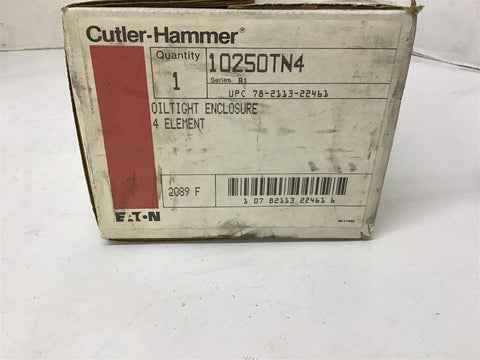 Cutler-Hammer®
Quantity
1
10250TN4
Series B1
UPC 78-2113-22461
OILTIGHT ENCLOSURE
4 ELEMENT
2089 F
1 07 82113 22461 6
EATON